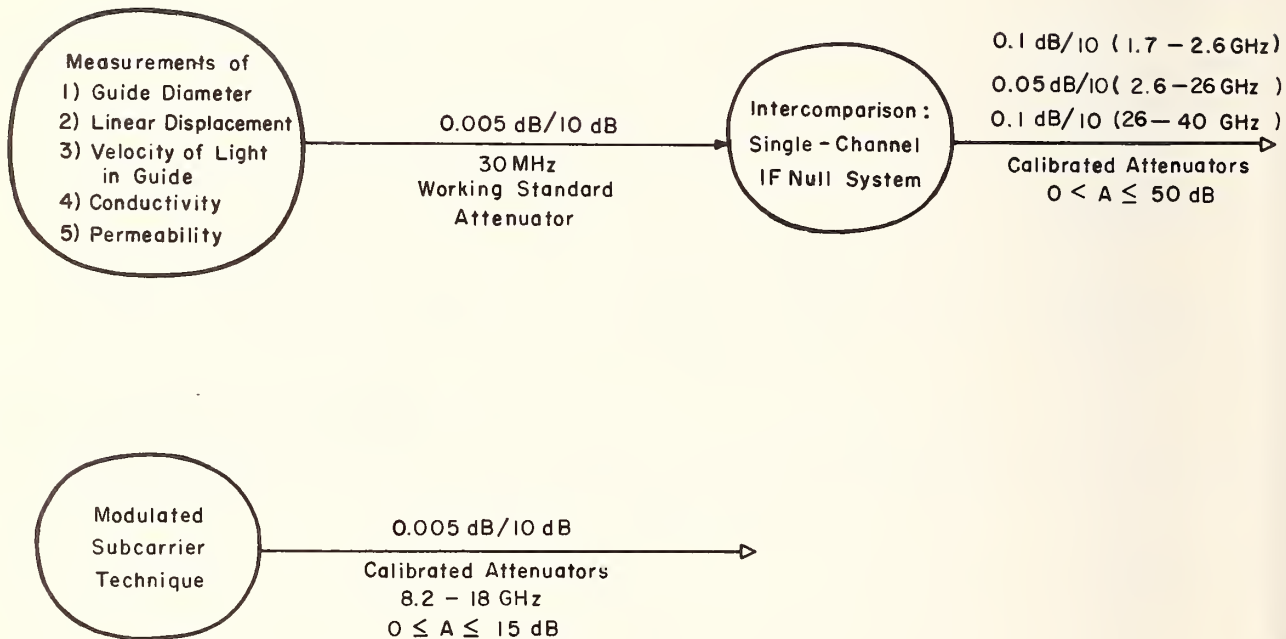 Measurements of
1) Guide Diameter
2) Linear Displacement
3) Velocity of Light
in Guide
4) Conductivity
5) Permeability
0.005 dB/10 dB
30 MHz
Working Standard
Attenuator
Intercomparison:
Single-Channel
IF Null System
0.1 dB/10 (1.7 – 2.6 GHz)
0.05 dB/10 (2.6 – 26 GHz)
0.1 dB/10 (26 – 40 GHz)
Calibrated Attenuators
0 < A ≤ 50 dB
Modulated
Subcarrier
Technique
0.005 dB/10 dB
Calibrated Attenuators
8.2 – 18 GHz
0 ≤ A ≤ 15 dB